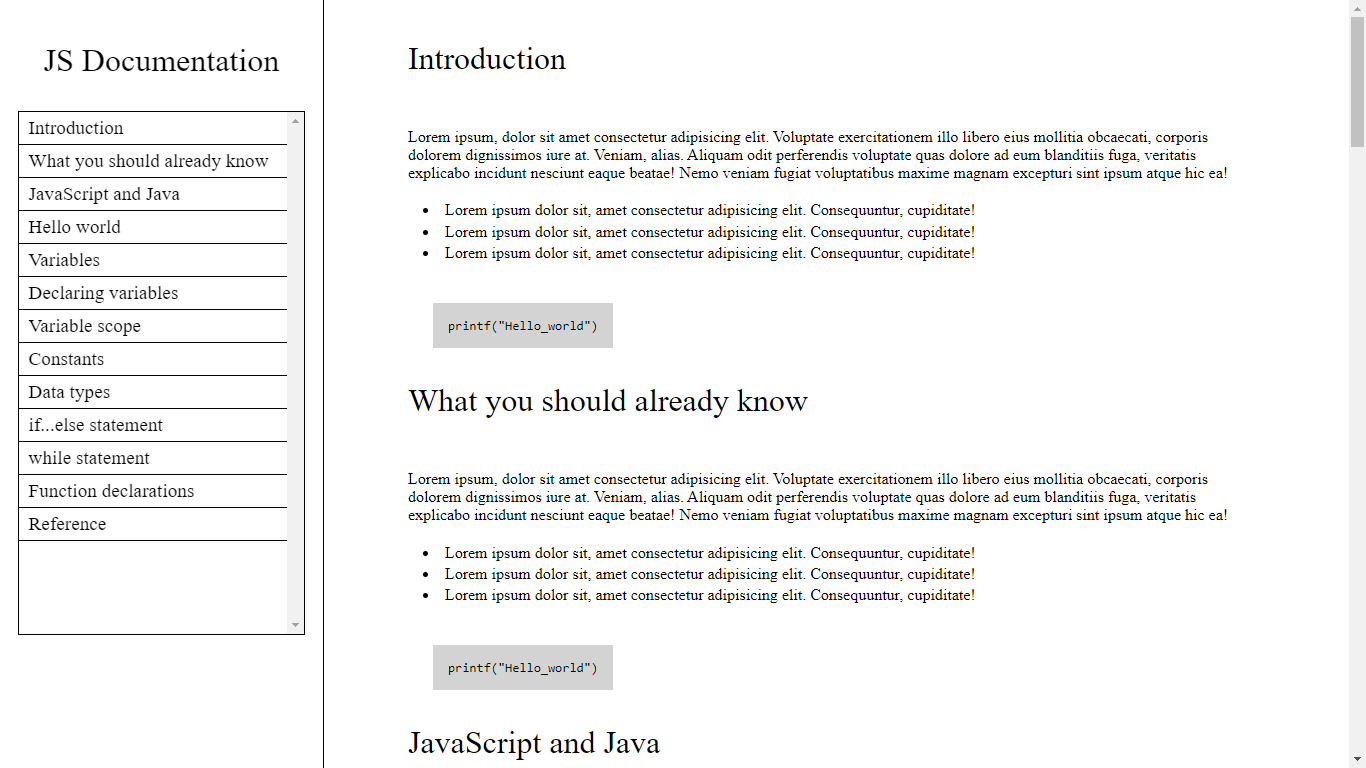 JS Documentation
Introduction
What you should already know
JavaScript and Java
Hello world
Variables
Declaring variables
Variable scope
Constants
Data types
if...else statement
while statement
Function declarations
Reference
Introduction
Lorem ipsum, dolor sit amet consectetur adipisicing elit. Voluptate exercitationem illo libero eius mollitia obcaecati, corporis
dolorem dignissimos iure at. Veniam, alias. Aliquam odit perferendis voluptate quas dolore ad eum blanditiis fuga, veritatis
explicabo incidunt nesciunt eaque beatae! Nemo veniam fugiat voluptatibus maxime magnam excepturi sint ipsum atque hic ea!
• Lorem ipsum dolor sit, amet consectetur adipisicing elit. Consequuntur, cupiditate!
• Lorem ipsum dolor sit, amet consectetur adipisicing elit. Consequuntur, cupiditate!
• Lorem ipsum dolor sit, amet consectetur adipisicing elit. Consequuntur, cupiditate!
printf("Hello_world")
What you should already know
Lorem ipsum, dolor sit amet consectetur adipisicing elit. Voluptate exercitationem illo libero eius mollitia obcaecati, corporis
dolorem dignissimos iure at. Veniam, alias. Aliquam odit perferendis voluptate quas dolore ad eum blanditiis fuga, veritatis
explicabo incidunt nesciunt eaque beatae! Nemo veniam fugiat voluptatibus maxime magnam excepturi sint ipsum atque hic ea!
• Lorem ipsum dolor sit, amet consectetur adipisicing elit. Consequuntur, cupiditate!
• Lorem ipsum dolor sit, amet consectetur adipisicing elit. Consequuntur, cupiditate!
• Lorem ipsum dolor sit, amet consectetur adipisicing elit. Consequuntur, cupiditate!
printf("Hello_world")
JavaScript and Java